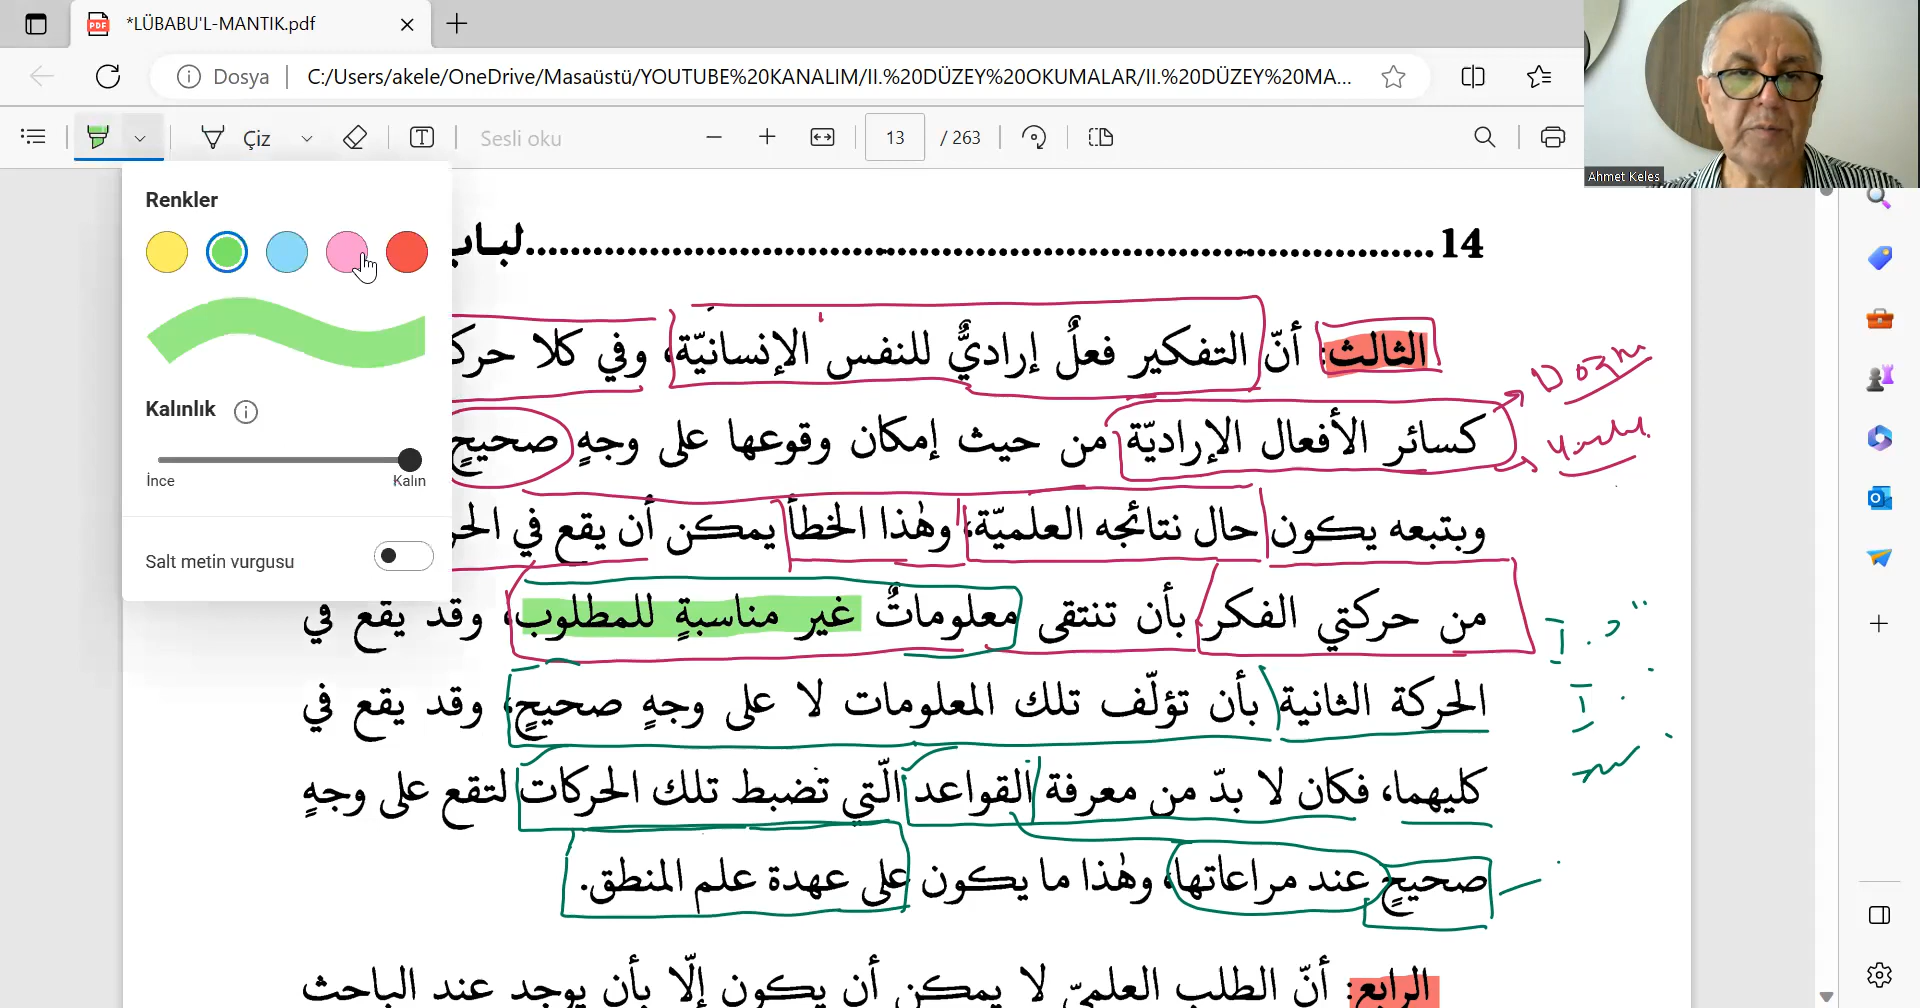 *LÜBABU'L-MANTIK.pdf
Dosya
C:/Users/akele/OneDrive/Masaüstü/YOUTUBE%20KANALIM/II.%20DÜZEY%20OKUMALAR/II.%20DÜZEY%20MA...
Çiz
Sesli oku
13 / 263
Ahmet Keles
Renkler
Kalınlık
İnce
Kalın
Salt metin vurgusu
14.......................................................................لباب
الثالث: أنّ التفكير فعلٌ إراديٌّ للنفس الإنسانيّة، وفي كلا حرك
كسائر الأفعال الإراديّة من حيث إمكان وقوعها على وجهٍ صحيحٍ
وبتبعه يكون حال نتائجه العلميّة، وهٰذا الخطأ يمكن أن يقع في الحر
من حركتي الفكر بأن تنتقى معلوماتٌ غير مناسبةٍ للمطلوب، وقد يقع في
الحركة الثانية بأن تؤلّف تلك المعلومات لا على وجهٍ صحيحٍ، وقد يقع في
كليهما، فكان لا بدّ من معرفة القواعد الّتي تضبط تلك الحركات لتقع على وجهٍ
صحيحٍ عند مراعاتها، وهٰذا ما يكون على عهدة علم المنطق.
الرابع: أنّ الطلب العلميّ لا يمكن أن يكون إلّا بأن يوجد عند الباحث